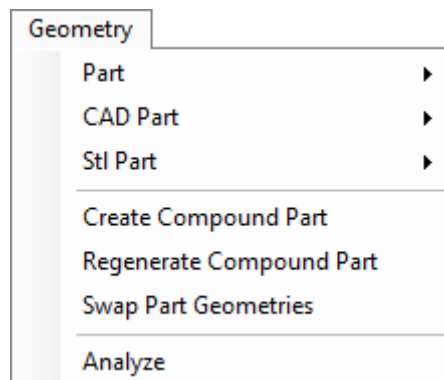 Geometry
Part
CAD Part
Stl Part
Create Compound Part
Regenerate Compound Part
Swap Part Geometries
Analyze